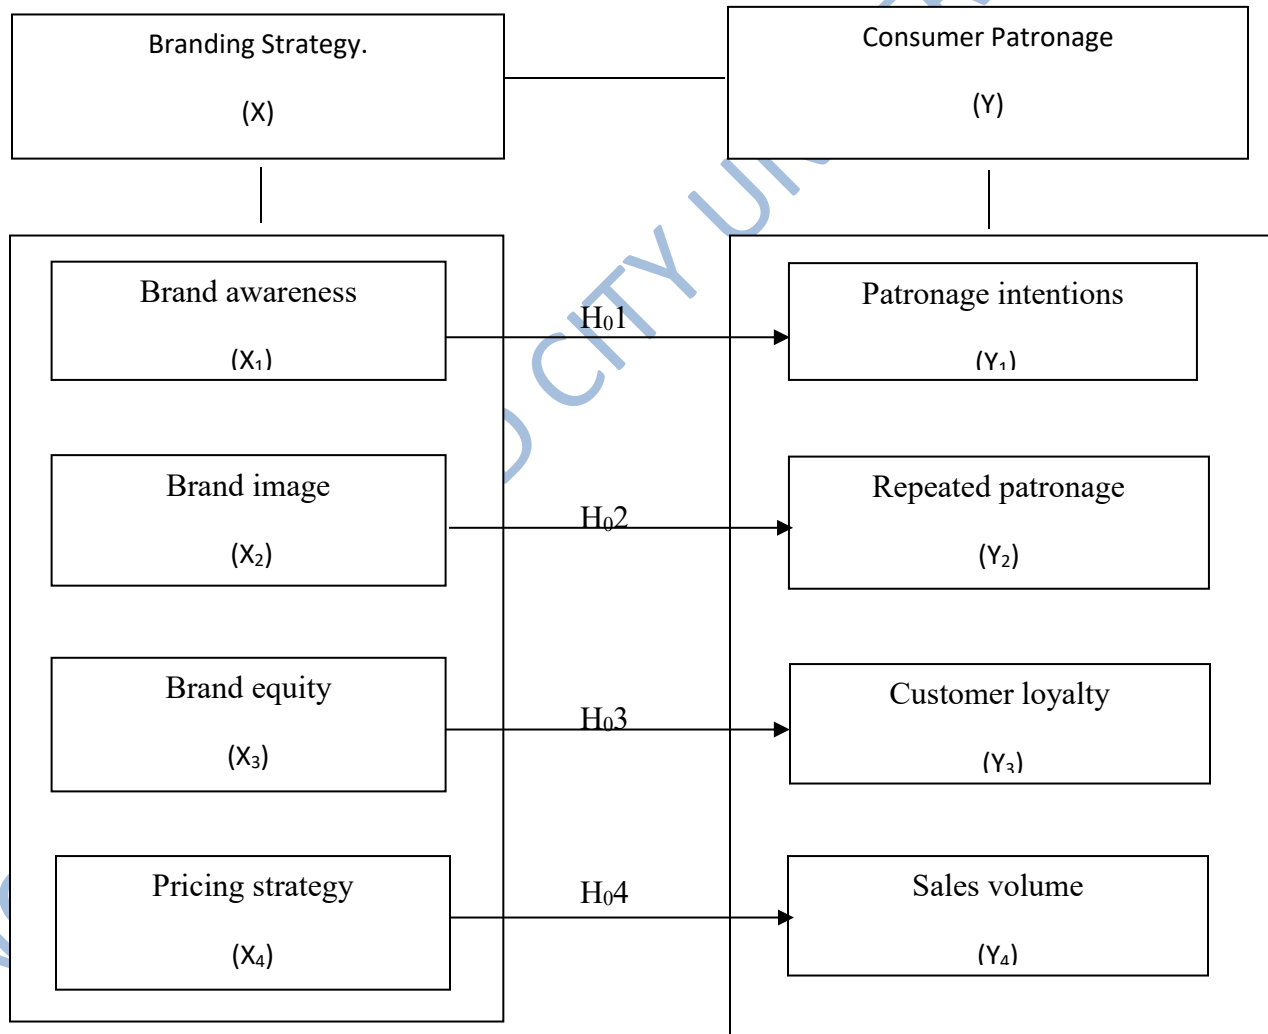 Branding Strategy.
(X)
Consumer Patronage
(Y)
Brand awareness
(X₁)
H₀1
Patronage intentions
(Y₁)
Brand image
(X₂)
H₀2
Repeated patronage
(Y₂)
Brand equity
(X₃)
H₀3
Customer loyalty
(Y₃)
Pricing strategy
(X₄)
H₀4
Sales volume
(Y₄)
CITY